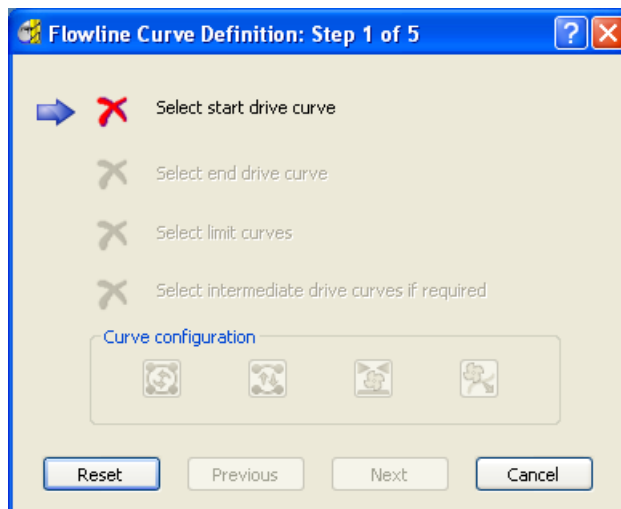 Flowline Curve Definition: Step 1 of 5
Select start drive curve
Select end drive curve
Select limit curves
Select intermediate drive curves if required
Curve configuration
Reset Previous Next Cancel